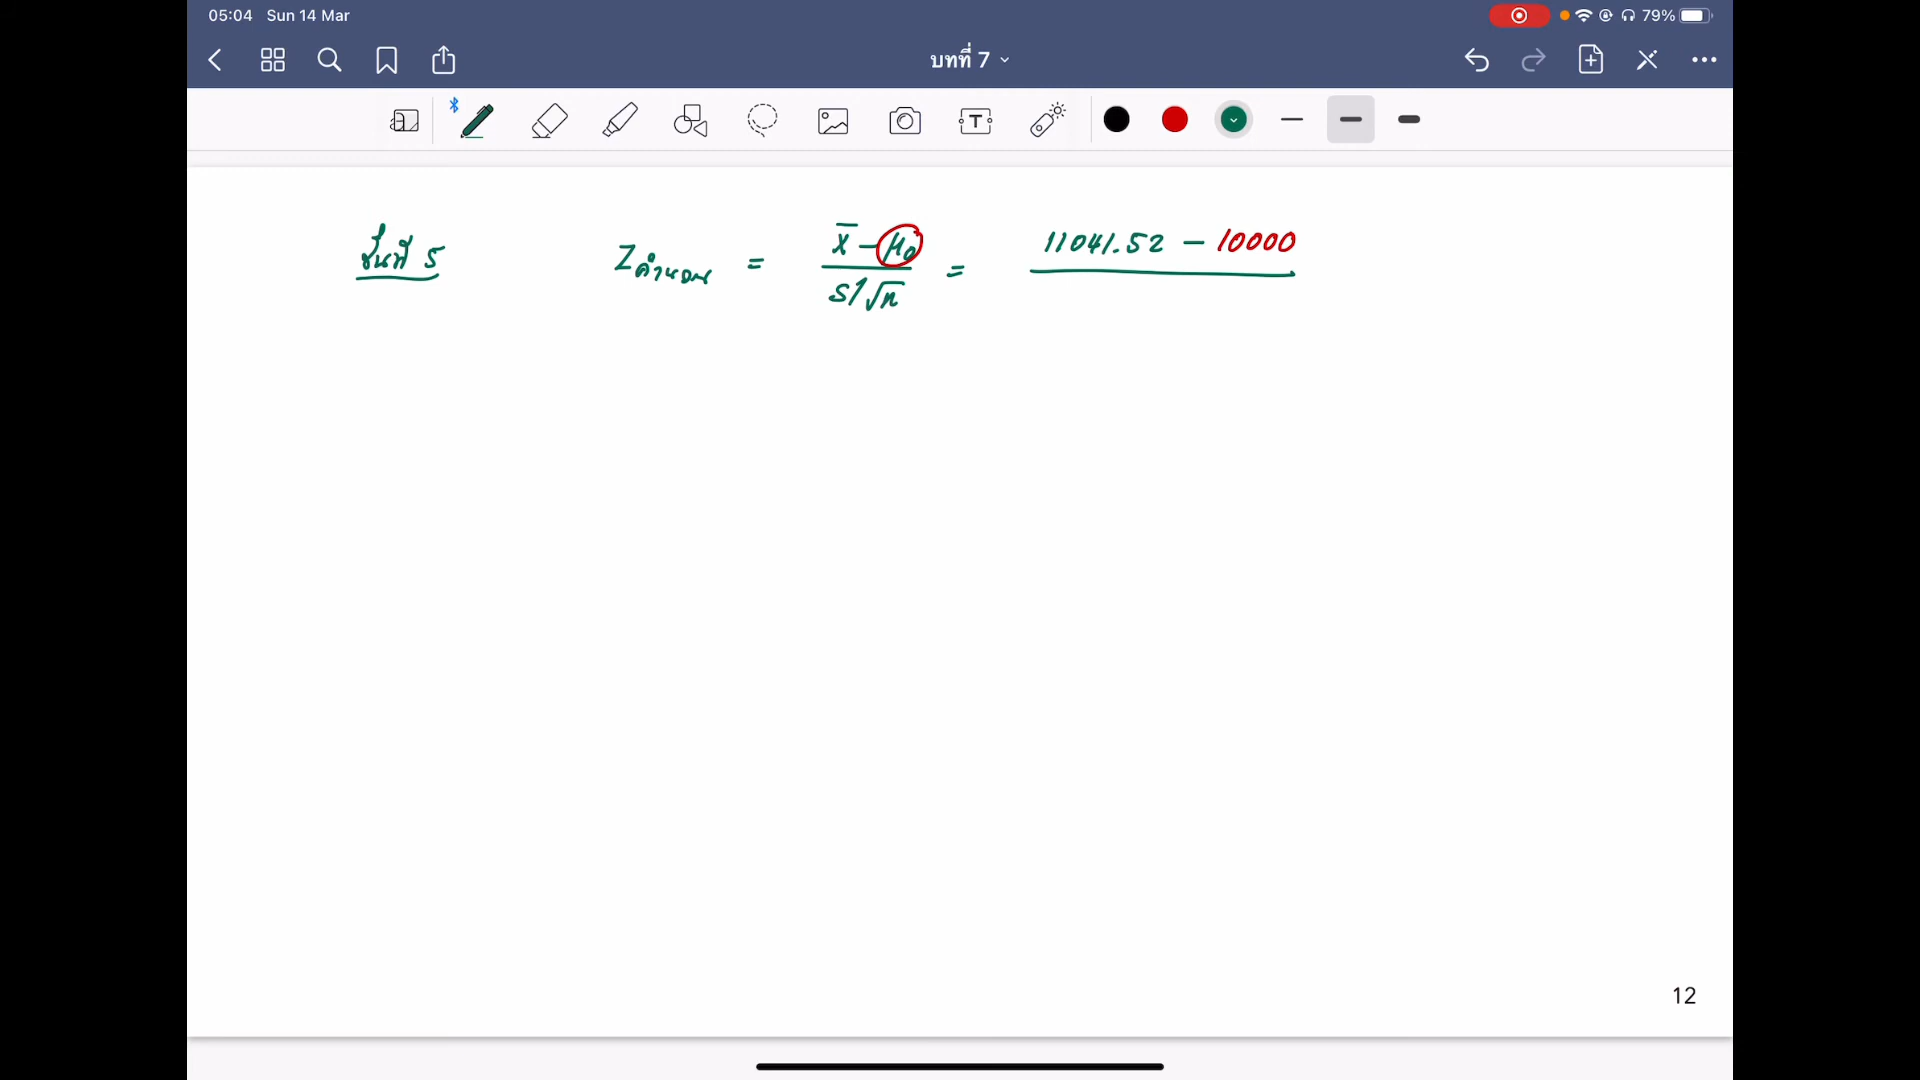 05:04 Sun 14 Mar 79%
บทที่ 7
T
ขั้นที่ 5 Zคำนวณ = x̄ − μ₀ / s/√n = 11041.52 − 10000
12